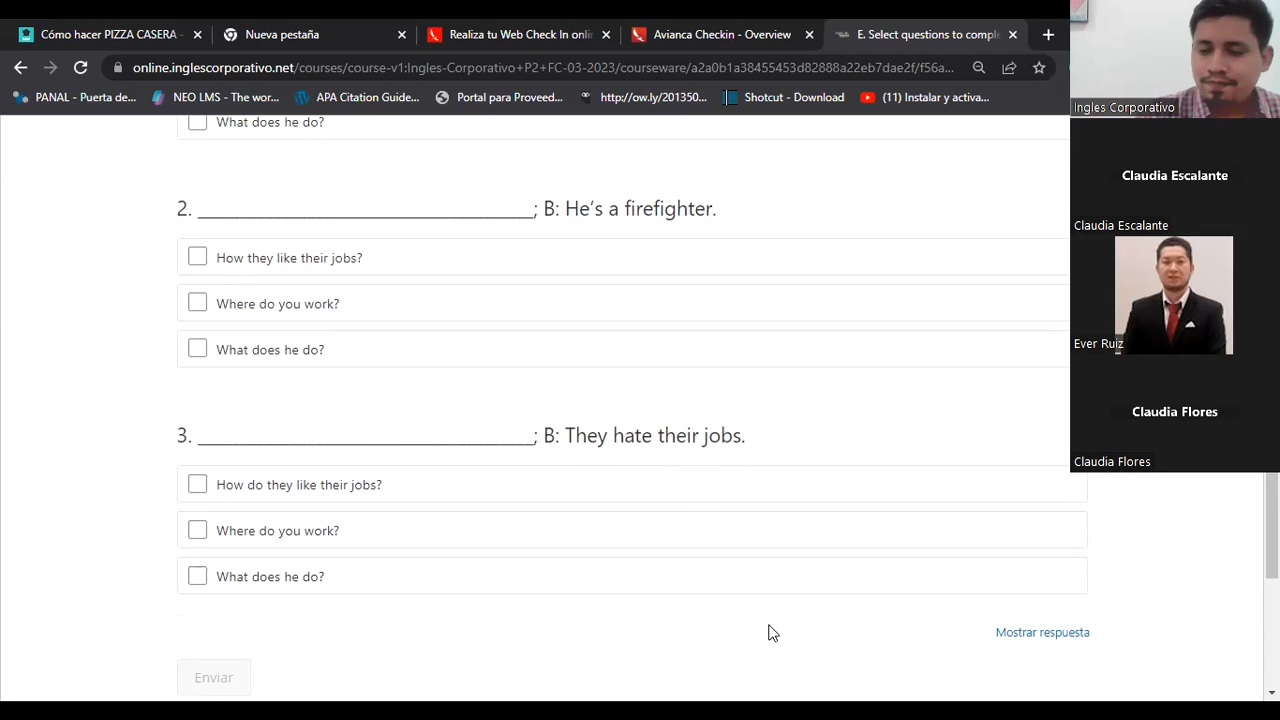 Cómo hacer PIZZA CASERA -
Nueva pestaña
Realiza tu Web Check In onlin
Avianca Checkin - Overview
E. Select questions to comple
online.inglescorporativo.net/courses/course-v1:Ingles-Corporativo+P2+FC-03-2023/courseware/a2a0b1a38455453d82888a22eb7dae2f/f56a...
PANAL - Puerta de...
NEO LMS - The wor...
APA Citation Guide...
Portal para Proveed...
http://ow.ly/201350...
Shotcut - Download
(11) Instalar y activa...
Ingles Corporativo
What does he do?
Claudia Escalante
Claudia Escalante
2. ___________________________________; B: He's a firefighter.
How they like their jobs?
Where do you work?
What does he do?
Ever Ruiz
Claudia Flores
Claudia Flores
3. ___________________________________; B: They hate their jobs.
How do they like their jobs?
Where do you work?
What does he do?
Mostrar respuesta
Enviar